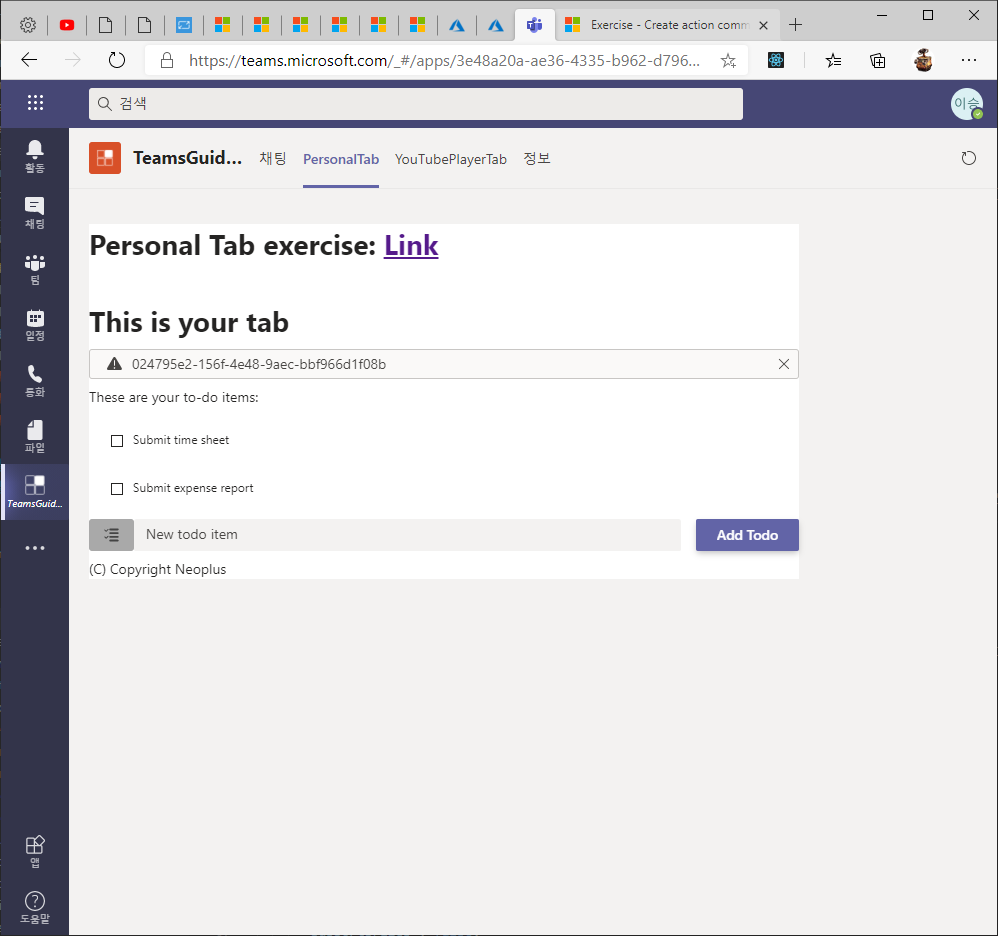 Exercise - Create action comm
https://teams.microsoft.com/_#/apps/3e48a20a-ae36-4335-b962-d796...
검색
이승
활동
채팅
팀
일정
통화
파일
TeamsGuid...
앱
도움말
TeamsGuid... 채팅 PersonalTab YouTubePlayerTab 정보
Personal Tab exercise: Link
This is your tab
024795e2-156f-4e48-9aec-bbf966d1f08b
These are your to-do items:
Submit time sheet
Submit expense report
New todo item Add Todo
(C) Copyright Neoplus